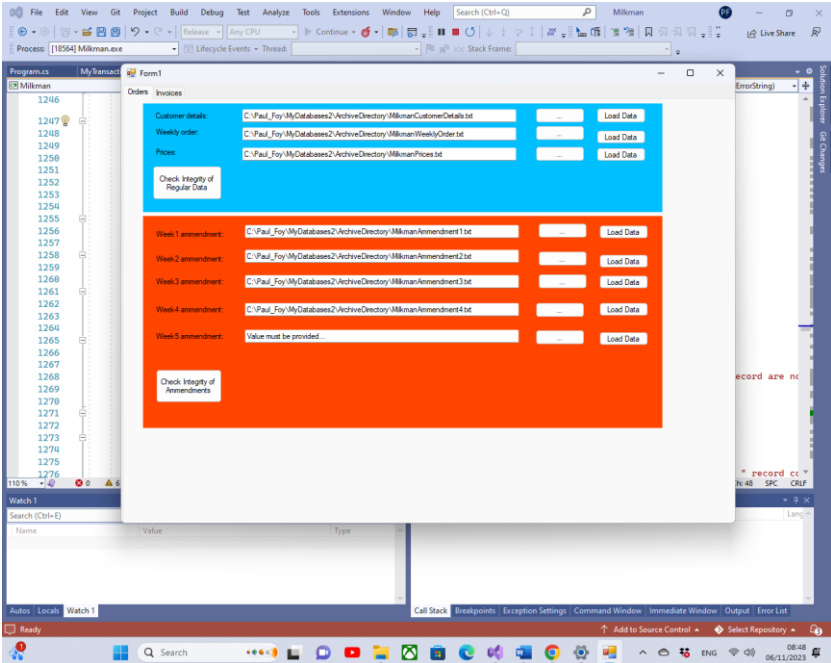 File Edit View Git Project Build Debug Test Analyze Tools Extensions Window Help Search (Ctrl+Q) Milkman PF
Release Any CPU Continue Live Share
Process: [18564] Milkman.exe Lifecycle Events Thread: Stack Frame:
Program.cs MyTransact
Form1
Milkman
ErrorString)
Orders Invoices
Solution Explorer
Git Changes
Customer details: C:\Paul_Foy\MyDatabases2\ArchiveDirectory\MilkmanCustomerDetails.txt ... Load Data
Weekly order: C:\Paul_Foy\MyDatabases2\ArchiveDirectory\MilkmanWeeklyOrder.txt ... Load Data
Prices: C:\Paul_Foy\MyDatabases2\ArchiveDirectory\MilkmanPrices.txt ... Load Data
Check Integrity of
Regular Data
Week1 ammendment: C:\Paul_Foy\MyDatabases2\ArchiveDirectory\MilkmanAmmendment1.txt ... Load Data
Week2 ammendment: C:\Paul_Foy\MyDatabases2\ArchiveDirectory\MilkmanAmmendment2.txt ... Load Data
Week3 ammendment: C:\Paul_Foy\MyDatabases2\ArchiveDirectory\MilkmanAmmendment3.txt ... Load Data
Week4 ammendment: C:\Paul_Foy\MyDatabases2\ArchiveDirectory\MilkmanAmmendment4.txt ... Load Data
Week5 ammendment: Value must be provided... ... Load Data
Check Integrity of
Ammendments
1246
1247
1248
1249
1250
1251
1252
1253
1254
1255
1256
1257
1258
1259
1260
1261
1262
1263
1264
1265
1266
1267
1268 ecord are no
1269
1270
1271
1272
1273
1274
1275
1276 " record cc
110 % 0 6 h: 48 SPC CRLF
Watch 1
Search (Ctrl+E) Lang
Name Value Type
Autos Locals Watch 1 Call Stack Breakpoints Exception Settings Command Window Immediate Window Output Error List
Ready Add to Source Control Select Repository
Search ENG 08:48
06/11/2023